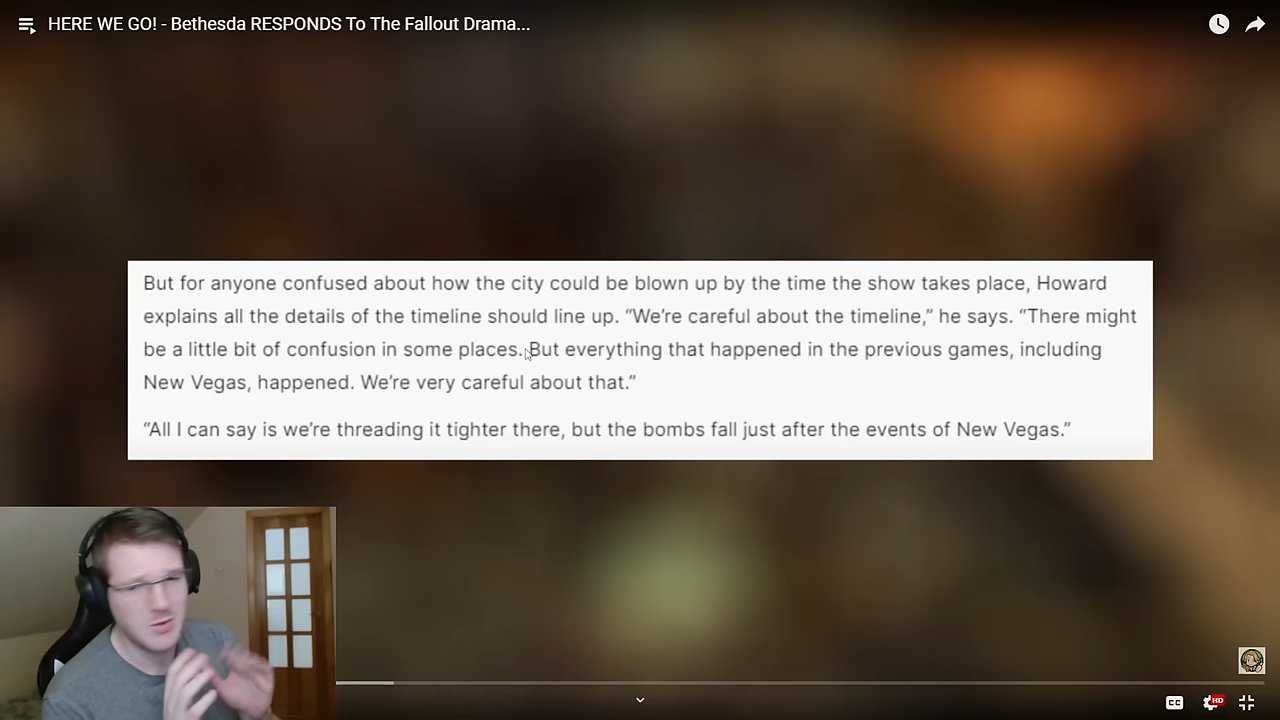 HERE WE GO! - Bethesda RESPONDS To The Fallout Drama...
But for anyone confused about how the city could be blown up by the time the show takes place, Howard
explains all the details of the timeline should line up. “We’re careful about the timeline,” he says. “There might
be a little bit of confusion in some places. But everything that happened in the previous games, including
New Vegas, happened. We’re very careful about that.”
“All I can say is we’re threading it tighter there, but the bombs fall just after the events of New Vegas.”
CC
HD